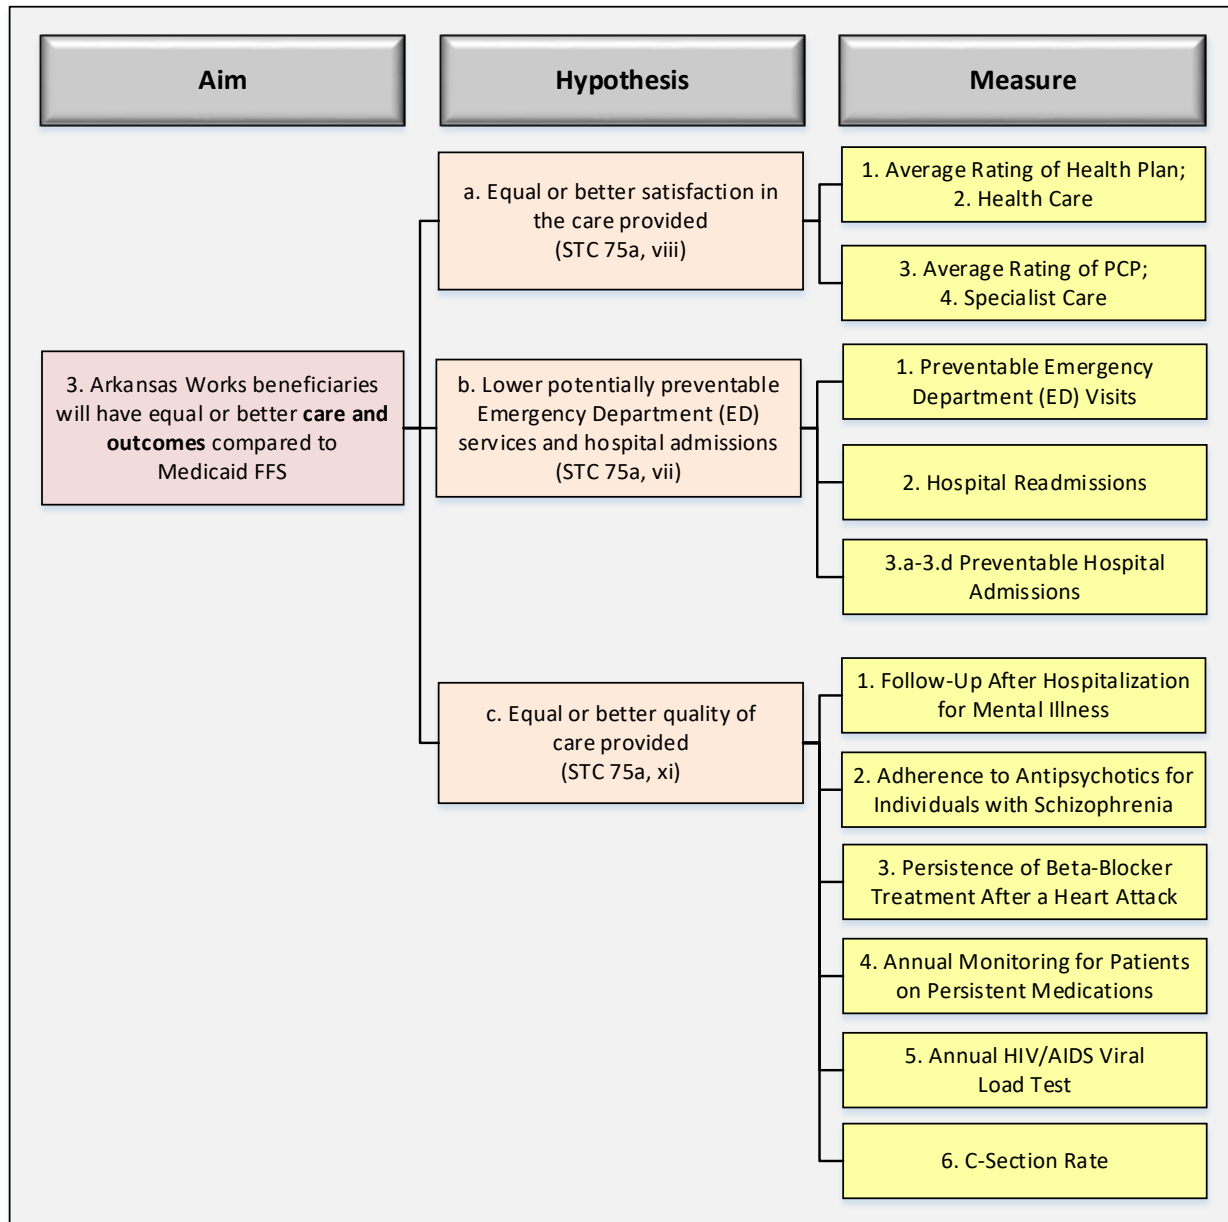 Aim
Hypothesis
Measure
3. Arkansas Works beneficiaries
will have equal or better care and
outcomes compared to
Medicaid FFS
a. Equal or better satisfaction in
the care provided
(STC 75a, viii)
1. Average Rating of Health Plan;
2. Health Care
3. Average Rating of PCP;
4. Specialist Care
b. Lower potentially preventable
Emergency Department (ED)
services and hospital admissions
(STC 75a, vii)
1. Preventable Emergency
Department (ED) Visits
2. Hospital Readmissions
3.a-3.d Preventable Hospital
Admissions
c. Equal or better quality of
care provided
(STC 75a, xi)
1. Follow-Up After Hospitalization
for Mental Illness
2. Adherence to Antipsychotics for
Individuals with Schizophrenia
3. Persistence of Beta-Blocker
Treatment After a Heart Attack
4. Annual Monitoring for Patients
on Persistent Medications
5. Annual HIV/AIDS Viral
Load Test
6. C-Section Rate